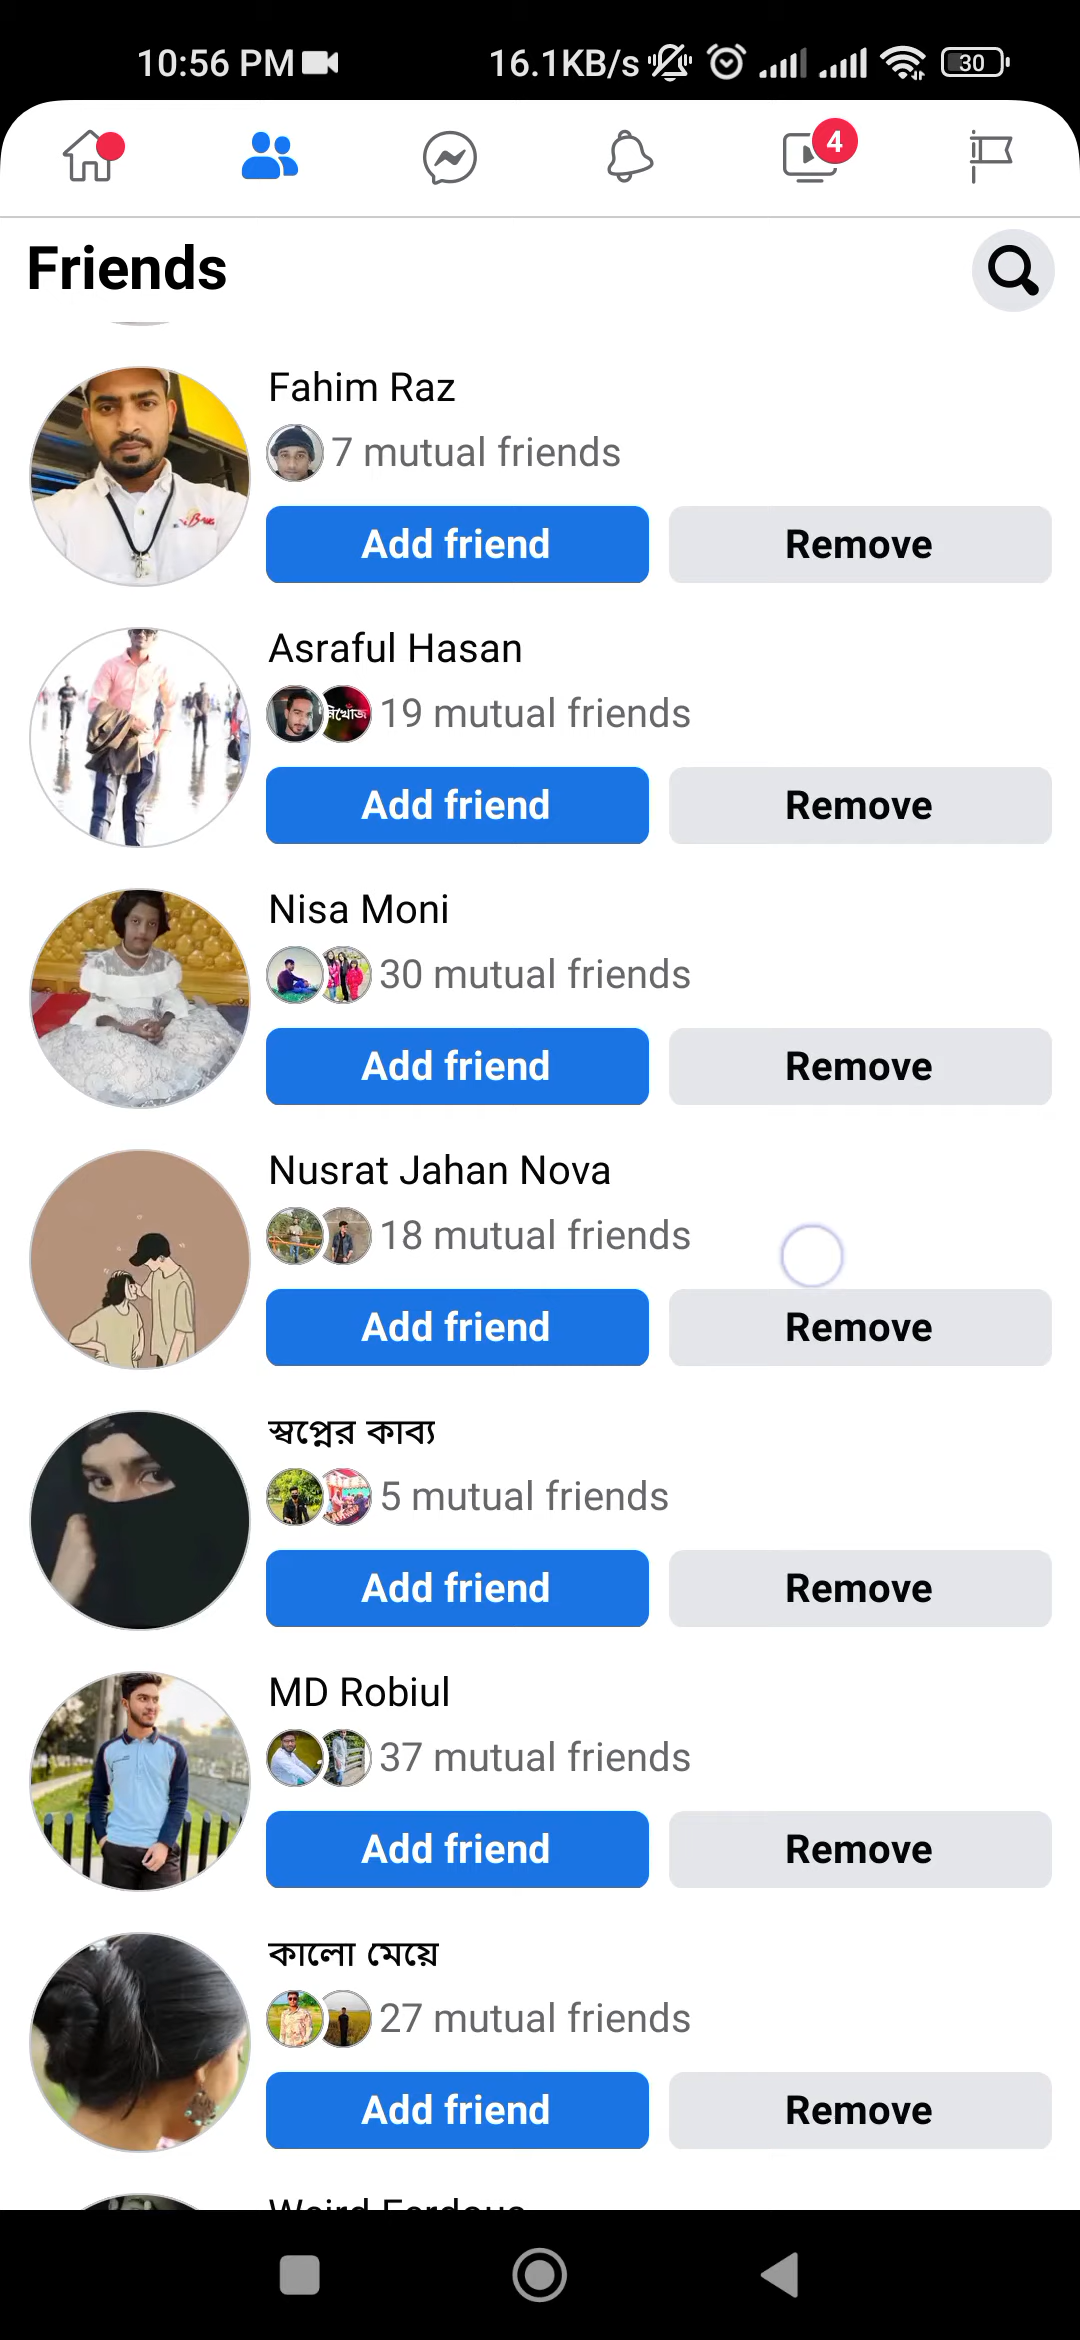 10:56 PM 16.1KB/s 30
4
Friends
Fahim Raz
7 mutual friends
Add friend Remove
Asraful Hasan
নিখোঁজ 19 mutual friends
Add friend Remove
Nisa Moni
30 mutual friends
Add friend Remove
Nusrat Jahan Nova
18 mutual friends
Add friend Remove
স্বপ্নের কাব্য
5 mutual friends
Add friend Remove
MD Robiul
37 mutual friends
Add friend Remove
কালো মেয়ে
27 mutual friends
Add friend Remove
Weird Ferdous